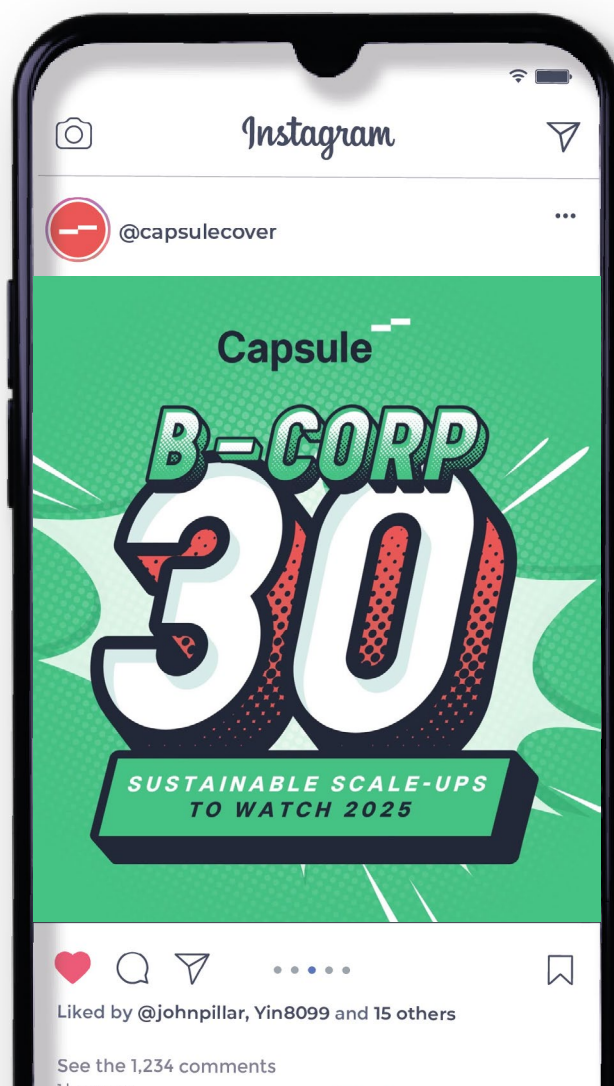 Instagram
@capsulecover
Capsule
B-CORP
30
SUSTAINABLE SCALE-UPS
TO WATCH 2025
Liked by @johnpillar, Yin8099 and 15 others
See the 1,234 comments